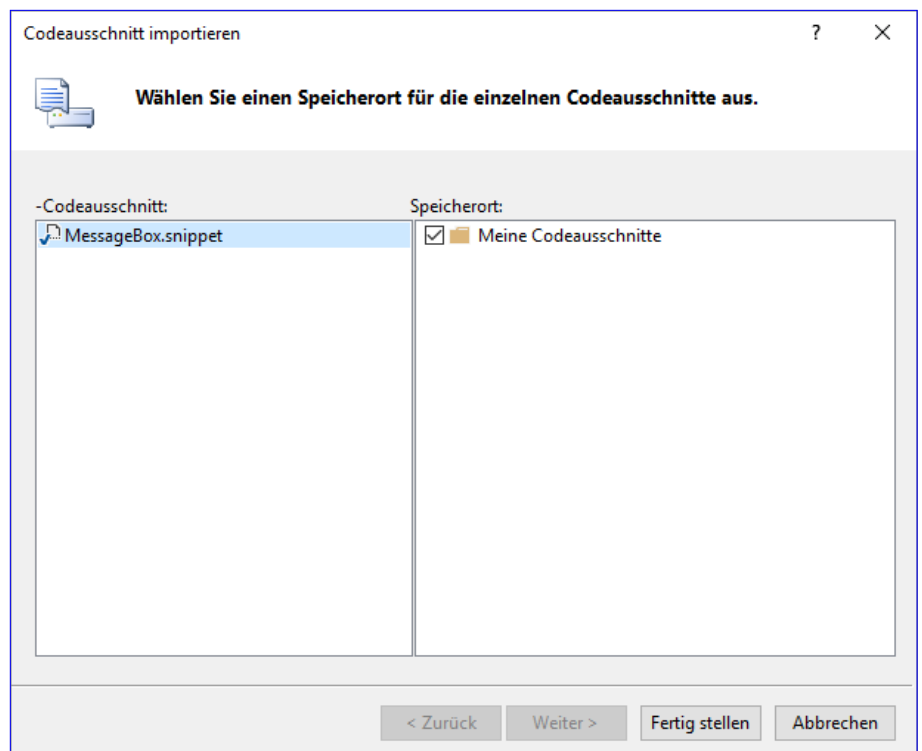 Codeausschnitt importieren
?
Wählen Sie einen Speicherort für die einzelnen Codeausschnitte aus.
-Codeausschnitt:
Speicherort:
MessageBox.snippet
Meine Codeausschnitte
< Zurück
Weiter >
Fertig stellen
Abbrechen